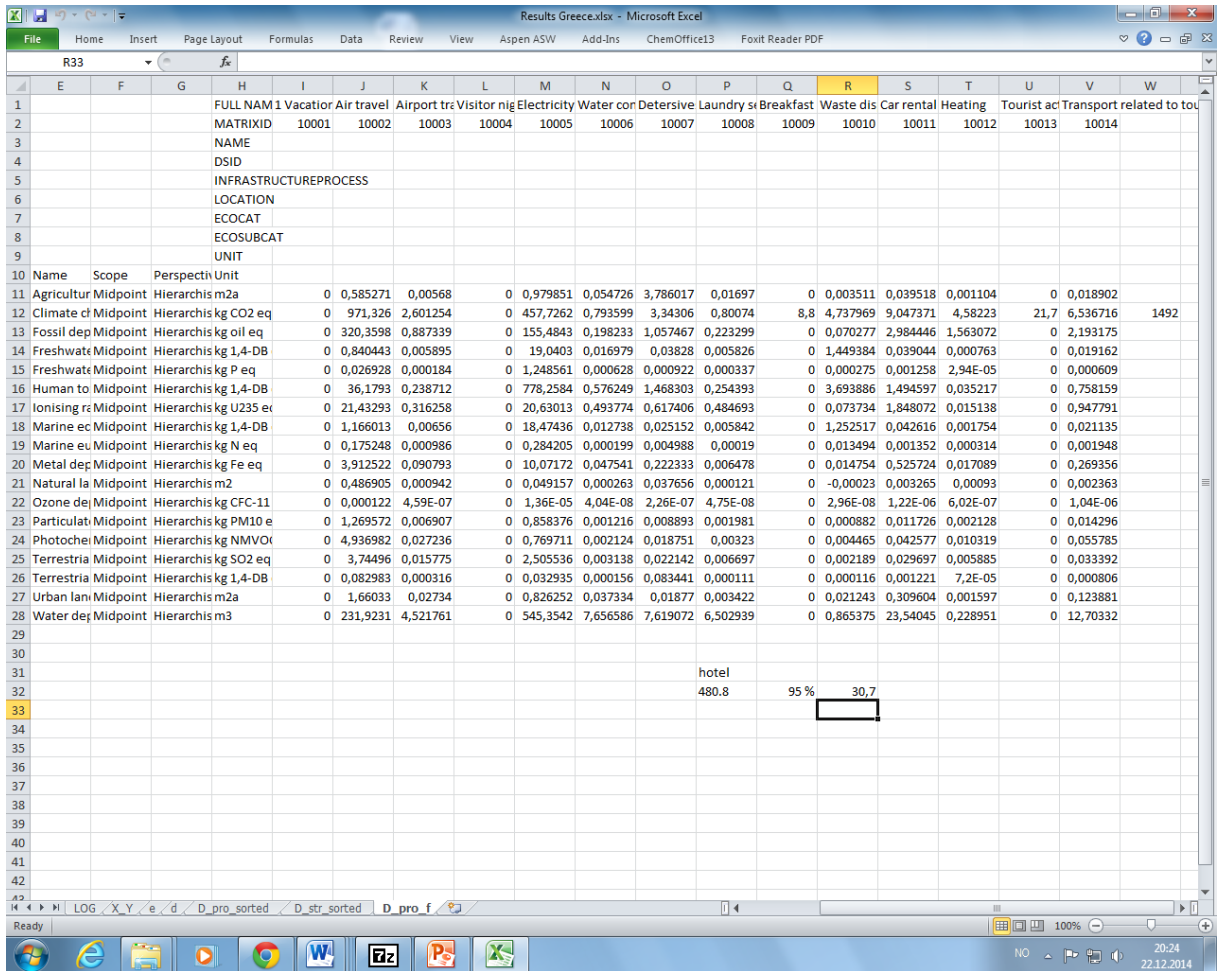 Results Greece.xlsx - Microsoft Excel
File Home Insert Page Layout Formulas Data Review View Aspen ASW Add-Ins ChemOffice13 Foxit Reader PDF
R33 fx
E F G H I J K L M N O P Q R S T U V W
1 FULL NAM 1 Vacation Air travel Airport tra Visitor nig Electricity Water con Detersive Laundry se Breakfast Waste dis Car rental Heating Tourist act Transport related to tou
2 MATRIXID 10001 10002 10003 10004 10005 10006 10007 10008 10009 10010 10011 10012 10013 10014
3 NAME
4 DSID
5 INFRASTRUCTUREPROCESS
6 LOCATION
7 ECOCAT
8 ECOSUBCAT
9 UNIT
10 Name Scope Perspectiv Unit
11 Agricultur Midpoint Hierarchis m2a 0 0,585271 0,00568 0 0,979851 0,054726 3,786017 0,01697 0 0,003511 0,039518 0,001104 0 0,018902
12 Climate ch Midpoint Hierarchis kg CO2 eq 0 971,326 2,601254 0 457,7262 0,793599 3,34306 0,80074 8,8 4,737969 9,047371 4,58223 21,7 6,536716 1492
13 Fossil dep Midpoint Hierarchis kg oil eq 0 320,3598 0,887339 0 155,4843 0,198233 1,057467 0,223299 0 0,070277 2,984446 1,563072 0 2,193175
14 Freshwate Midpoint Hierarchis kg 1,4-DB 0 0,840443 0,005895 0 19,0403 0,016979 0,03828 0,005826 0 1,449384 0,039044 0,000763 0 0,019162
15 Freshwate Midpoint Hierarchis kg P eq 0 0,026928 0,000184 0 1,248561 0,000628 0,000922 0,000337 0 0,000275 0,001258 2,94E-05 0 0,000609
16 Human to Midpoint Hierarchis kg 1,4-DB 0 36,1793 0,238712 0 778,2584 0,576249 1,468303 0,254393 0 3,693886 1,494597 0,035217 0 0,758159
17 Ionising ra Midpoint Hierarchis kg U235 eq 0 21,43293 0,316258 0 20,63013 0,493774 0,617406 0,484693 0 0,073734 1,848072 0,015138 0 0,947791
18 Marine ec Midpoint Hierarchis kg 1,4-DB 0 1,166013 0,00656 0 18,47436 0,012738 0,025152 0,005842 0 1,252517 0,042616 0,001754 0 0,021135
19 Marine eu Midpoint Hierarchis kg N eq 0 0,175248 0,000986 0 0,284205 0,000199 0,004988 0,00019 0 0,013494 0,001352 0,000314 0 0,001948
20 Metal dep Midpoint Hierarchis kg Fe eq 0 3,912522 0,090793 0 10,07172 0,047541 0,222333 0,006478 0 0,014754 0,525724 0,017089 0 0,269356
21 Natural la Midpoint Hierarchis m2 0 0,486905 0,000942 0 0,049157 0,000263 0,037656 0,000121 0 -0,00023 0,003265 0,00093 0 0,002363
22 Ozone dep Midpoint Hierarchis kg CFC-11 0 0,000122 4,59E-07 0 1,36E-05 4,04E-08 2,26E-07 4,75E-08 0 2,96E-08 1,22E-06 6,02E-07 0 1,04E-06
23 Particulat Midpoint Hierarchis kg PM10 e 0 1,269572 0,006907 0 0,858376 0,001216 0,008893 0,001981 0 0,000882 0,011726 0,002128 0 0,014296
24 Photoche Midpoint Hierarchis kg NMVOC 0 4,936982 0,027236 0 0,769711 0,002124 0,018751 0,00323 0 0,004465 0,042577 0,010319 0 0,055785
25 Terrestria Midpoint Hierarchis kg SO2 eq 0 3,74496 0,015775 0 2,505536 0,003138 0,022142 0,006697 0 0,002189 0,029697 0,005885 0 0,033392
26 Terrestria Midpoint Hierarchis kg 1,4-DB 0 0,082983 0,000316 0 0,032935 0,000156 0,083441 0,000111 0 0,000116 0,001221 7,2E-05 0 0,000806
27 Urban lan Midpoint Hierarchis m2a 0 1,66033 0,02734 0 0,826252 0,037334 0,01877 0,003422 0 0,021243 0,309604 0,001597 0 0,123881
28 Water dep Midpoint Hierarchis m3 0 231,9231 4,521761 0 545,3542 7,656586 7,619072 6,502939 0 0,865375 23,54045 0,228951 0 12,70332
29
30
31 hotel
32 480.8 95 % 30,7
33
34
35
36
37
38
39
40
41
42
LOG X_Y e d D_pro_sorted D_str_sorted D_pro_f
Ready 100%
NO 20:24
22.12.2014